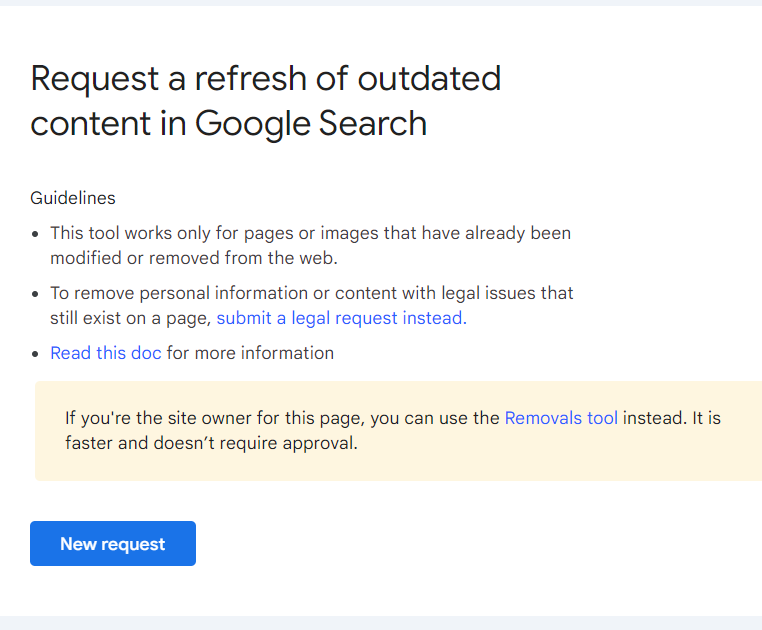 Request a refresh of outdated
content in Google Search
Guidelines
• This tool works only for pages or images that have already been
modified or removed from the web.
• To remove personal information or content with legal issues that
still exist on a page, submit a legal request instead.
• Read this doc for more information
If you're the site owner for this page, you can use the Removals tool instead. It is
faster and doesn’t require approval.
New request